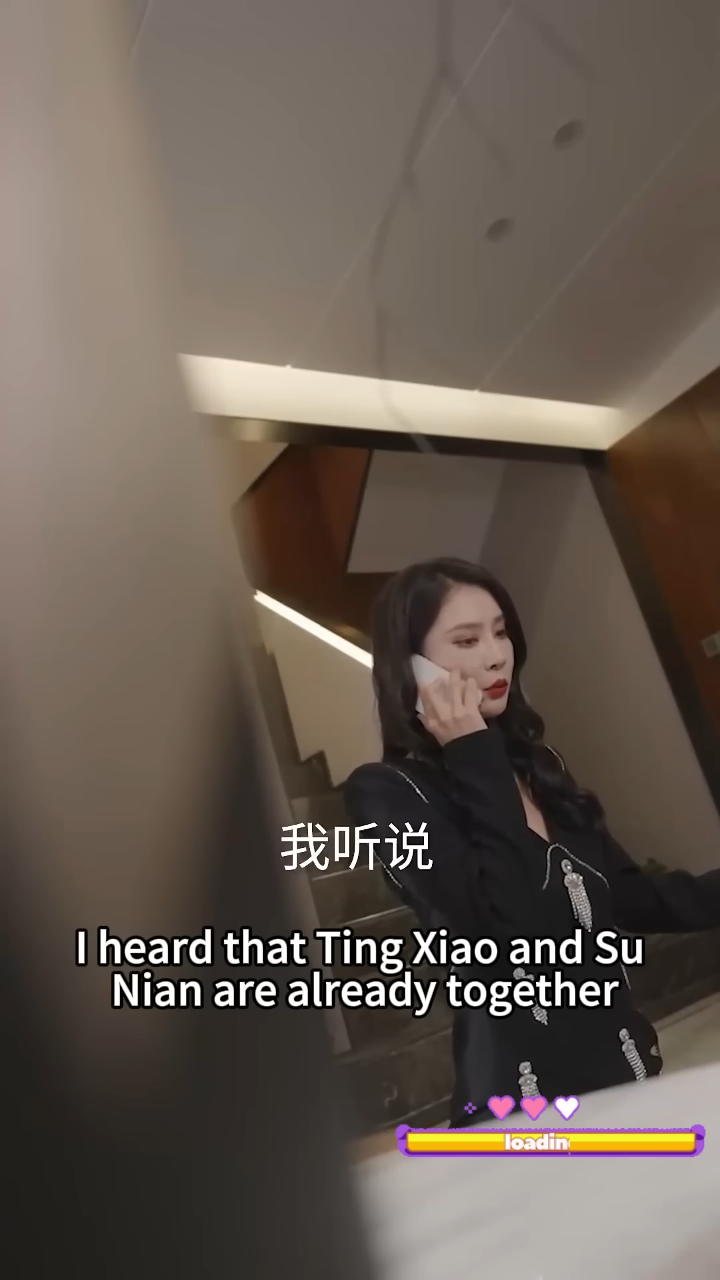 我听说
I heard that Ting Xiao and Su
Nian are already together
loadin